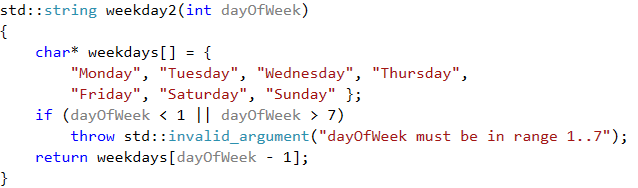 std::string weekday2(int dayOfWeek)
{
    char* weekdays[] = {
        "Monday", "Tuesday", "Wednesday", "Thursday",
        "Friday", "Saturday", "Sunday" };
    if (dayOfWeek < 1 || dayOfWeek > 7)
        throw std::invalid_argument("dayOfWeek must be in range 1..7");
    return weekdays[dayOfWeek - 1];
}